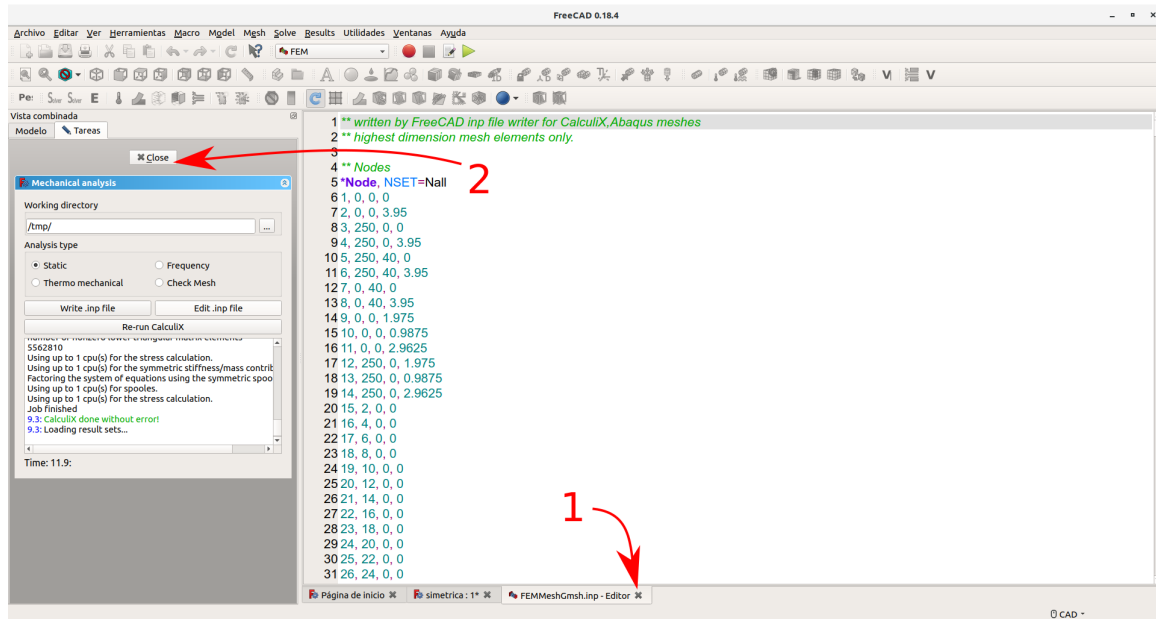 FreeCAD 0.18.4
Archivo Editar Ver Herramientas Macro Model Mesh Solve Results Utilidades Ventanas Ayuda
FEM
Vista combinada
Modelo Tareas
Close
Mechanical analysis
Working directory
/tmp/ ...
Analysis type
Static Frequency
Thermo mechanical Check Mesh
Write .inp file Edit .inp file
Re-run CalculiX
number of nonzero lower triangular matrix elements
5562810
Using up to 1 cpu(s) for the stress calculation.
Using up to 1 cpu(s) for the symmetric stiffness/mass contrib
Factoring the system of equations using the symmetric spoo
Using up to 1 cpu(s) for spooles.
Using up to 1 cpu(s) for the stress calculation.
Job finished
9.3: CalculiX done without error!
9.3: Loading result sets...
Time: 11.9:
1 ** written by FreeCAD inp file writer for CalculiX,Abaqus meshes
2 ** highest dimension mesh elements only.
3
4 ** Nodes
5 *Node, NSET=Nall
6 1, 0, 0, 0
7 2, 0, 0, 3.95
8 3, 250, 0, 0
9 4, 250, 0, 3.95
10 5, 250, 40, 0
11 6, 250, 40, 3.95
12 7, 0, 40, 0
13 8, 0, 40, 3.95
14 9, 0, 0, 1.975
15 10, 0, 0, 0.9875
16 11, 0, 0, 2.9625
17 12, 250, 0, 1.975
18 13, 250, 0, 0.9875
19 14, 250, 0, 2.9625
20 15, 2, 0, 0
21 16, 4, 0, 0
22 17, 6, 0, 0
23 18, 8, 0, 0
24 19, 10, 0, 0
25 20, 12, 0, 0
26 21, 14, 0, 0
27 22, 16, 0, 0
28 23, 18, 0, 0
29 24, 20, 0, 0
30 25, 22, 0, 0
31 26, 24, 0, 0
2
1
Página de inicio simetrica : 1* FEMMeshGmsh.inp - Editor
CAD